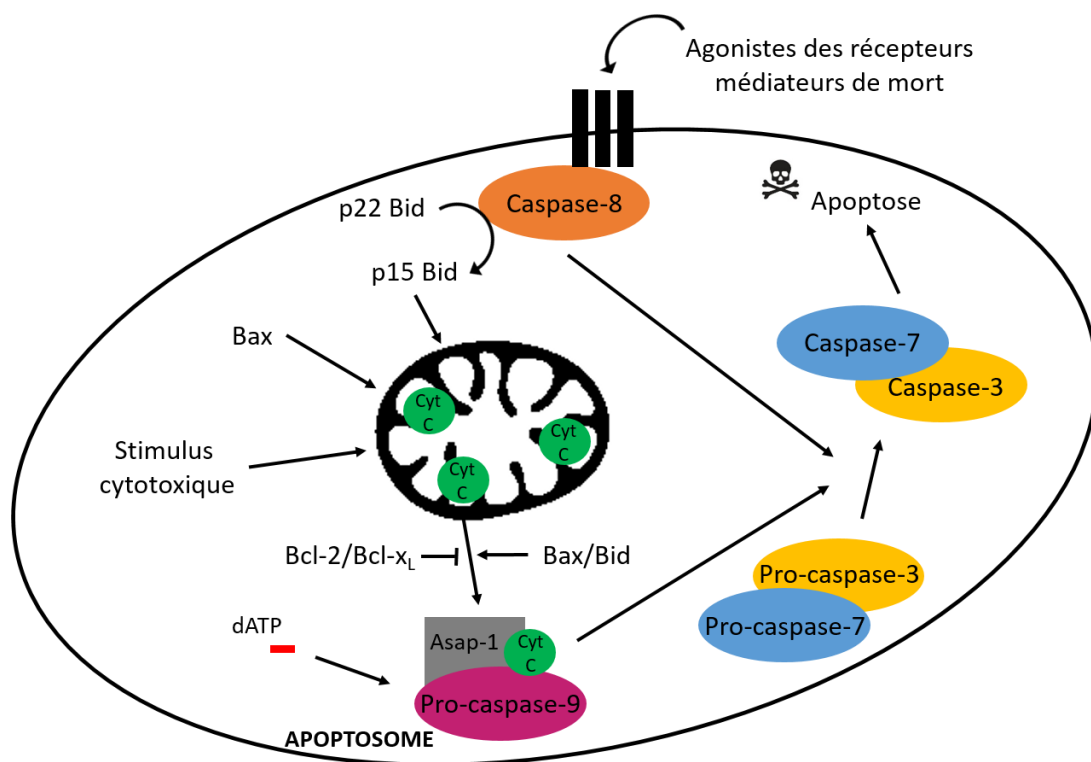 Agonistes des récepteurs
médiateurs de mort
Caspase-8
p22 Bid
Apoptose
p15 Bid
Bax
Caspase-7
Caspase-3
Cyt
C
Cyt
C
Cyt
C
Stimulus
cytotoxique
Bcl-2/Bcl-xL
Bax/Bid
Pro-caspase-3
Pro-caspase-7
dATP
Asap-1
Cyt
C
Pro-caspase-9
APOPTOSOME